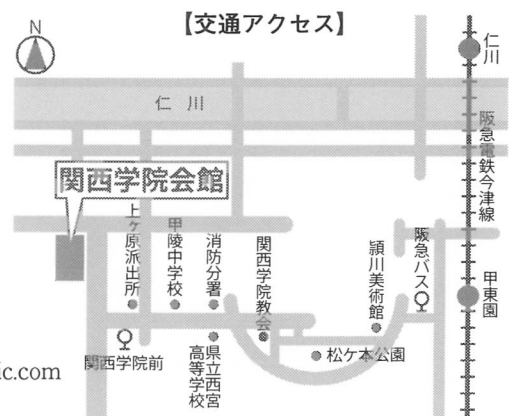 【交通アクセス】
N
仁川
仁川
阪急電鉄今津線
関西学院会館
上ヶ原派出所
甲陵中学校
消防分署
関西学院教会
頴川美術館
阪急バス
甲東園
関西学院前
県立西宮
高等学校
松ケ本公園
ic.com